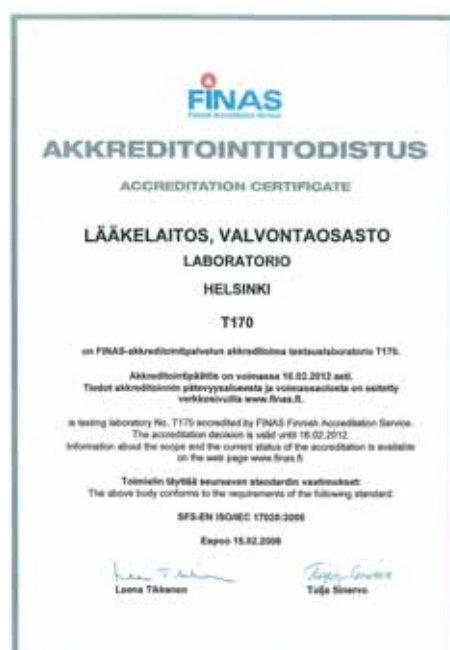 FINAS
Finnish Accreditation Service
AKKREDITOINTITODISTUS
ACCREDITATION CERTIFICATE
LÄÄKELAITOS, VALVONTAOSASTO
LABORATORIO
HELSINKI
T170
on FINAS-akkreditointipalvelun akkreditoima testauslaboratorio T170.
Akkreditointipäätös on voimassa 16.02.2012 asti.
Tiedot akkreditoinnin pätevyysalueesta ja voimassaolosta on esitetty
verkkosivuilla www.finas.fi.
is testing laboratory No. T170 accredited by FINAS Finnish Accreditation Service.
The accreditation decision is valid until 16.02.2012.
Information about the scope and the current status of the accreditation is available
on the web page www.finas.fi
Toimielin täyttää seuraavan standardin vaatimukset:
The above body conforms to the requirements of the following standard:
SFS-EN ISO/IEC
Espoo
Leena Tikkanen
Tuija Sinervo